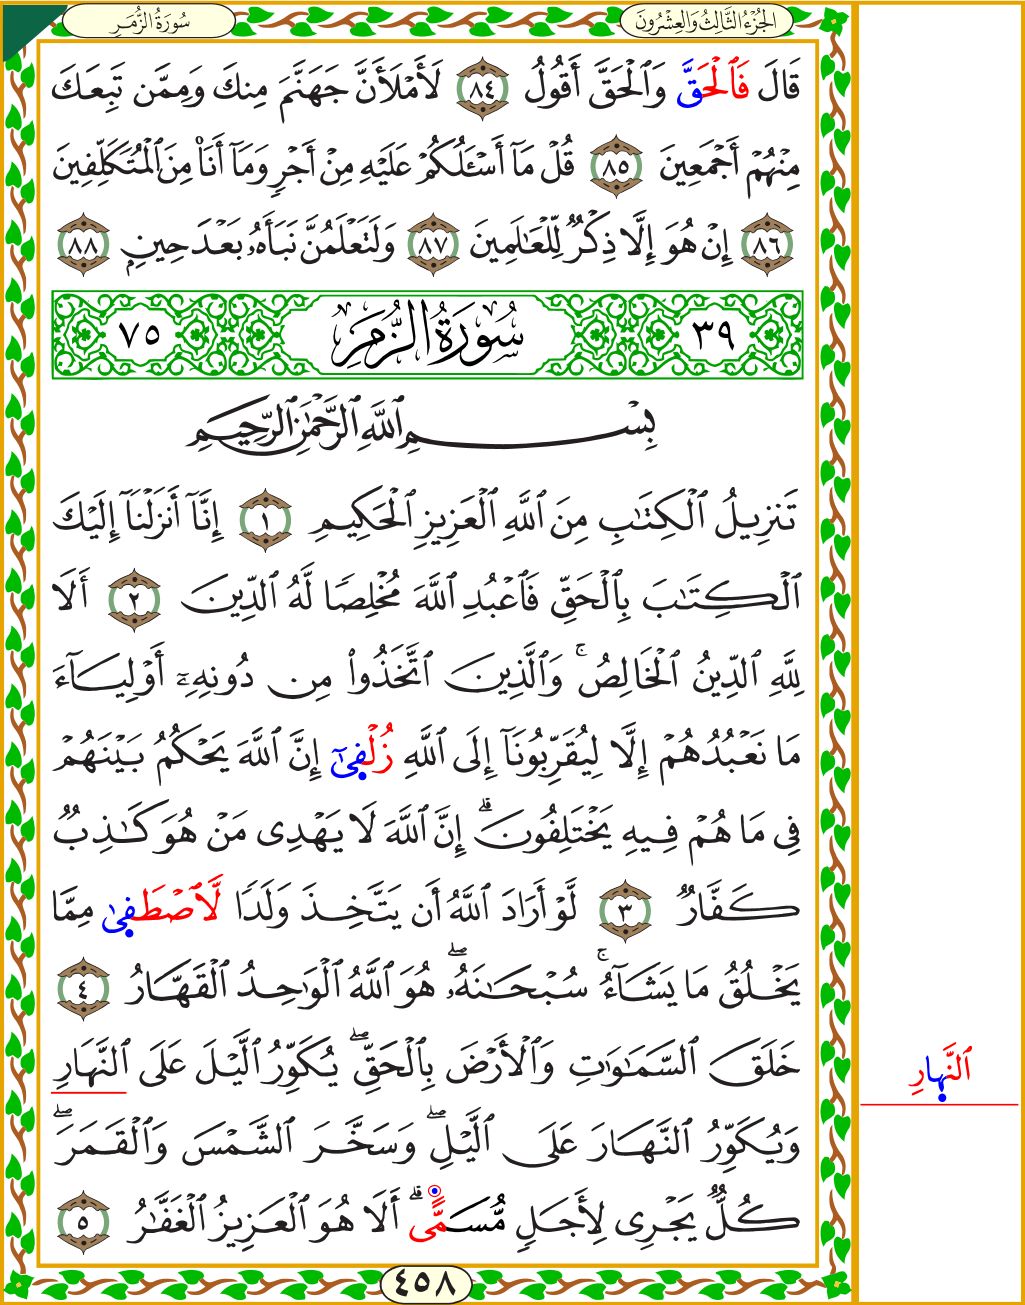 الجُزْءُ الثَّالِثُ وَالعِشْرُونَ
سُورَةُ الزُّمَرِ
قَالَ فَٱلْحَقَّ وَٱلْحَقَّ أَقُولُ ٨٤ لَأَمْلَأَنَّ جَهَنَّمَ مِنكَ وَمِمَّن تَبِعَكَ
مِنْهُمْ أَجْمَعِينَ ٨٥ قُلْ مَآ أَسْـَٔلُكُمْ عَلَيْهِ مِنْ أَجْرٍ وَمَآ أَنَا۠ مِنَ ٱلْمُتَكَلِّفِينَ
٨٦ إِنْ هُوَ إِلَّا ذِكْرٌ لِّلْعَـٰلَمِينَ ٨٧ وَلَتَعْلَمُنَّ نَبَأَهُۥ بَعْدَ حِينٍ ٨٨
٣٩ سُورَةُ الزُّمَرِ ٧٥
بِسْمِ ٱللَّهِ ٱلرَّحْمَـٰنِ ٱلرَّحِيمِ
تَنزِيلُ ٱلْكِتَـٰبِ مِنَ ٱللَّهِ ٱلْعَزِيزِ ٱلْحَكِيمِ ١ إِنَّآ أَنزَلْنَآ إِلَيْكَ
ٱلْكِتَـٰبَ بِٱلْحَقِّ فَٱعْبُدِ ٱللَّهَ مُخْلِصًا لَّهُ ٱلدِّينَ ٢ أَلَا
لِلَّهِ ٱلدِّينُ ٱلْخَالِصُ ۚ وَٱلَّذِينَ ٱتَّخَذُوا۟ مِن دُونِهِۦٓ أَوْلِيَآءَ
مَا نَعْبُدُهُمْ إِلَّا لِيُقَرِّبُونَآ إِلَى ٱللَّهِ زُلْفَىٰٓ إِنَّ ٱللَّهَ يَحْكُمُ بَيْنَهُمْ
فِى مَا هُمْ فِيهِ يَخْتَلِفُونَ ۗ إِنَّ ٱللَّهَ لَا يَهْدِى مَنْ هُوَ كَـٰذِبٌ
كَفَّارٌ ٣ لَّوْ أَرَادَ ٱللَّهُ أَن يَتَّخِذَ وَلَدًا لَّٱصْطَفَىٰ مِمَّا
يَخْلُقُ مَا يَشَآءُ ۚ سُبْحَـٰنَهُۥ ۖ هُوَ ٱللَّهُ ٱلْوَٰحِدُ ٱلْقَهَّارُ ٤
خَلَقَ ٱلسَّمَـٰوَٰتِ وَٱلْأَرْضَ بِٱلْحَقِّ ۖ يُكَوِّرُ ٱلَّيْلَ عَلَى ٱلنَّهَارِ
وَيُكَوِّرُ ٱلنَّهَارَ عَلَى ٱلَّيْلِ ۖ وَسَخَّرَ ٱلشَّمْسَ وَٱلْقَمَرَ ۖ
كُلٌّ يَجْرِى لِأَجَلٍ مُّسَمًّى ۗ أَلَا هُوَ ٱلْعَزِيزُ ٱلْغَفَّـٰرُ ٥
ٱلنَّهارِ
٤٥٨